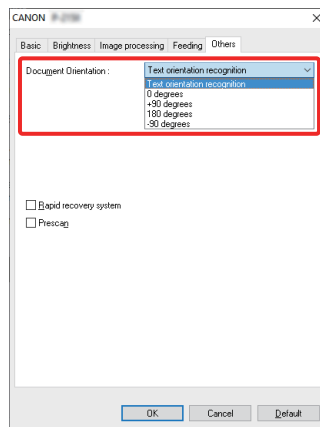 CANON
Basic Brightness Image processing Feeding Others
Document Orientation : Text orientation recognition
Text orientation recognition
0 degrees
+90 degrees
180 degrees
-90 degrees
Rapid recovery system
Prescan
OK Cancel Default